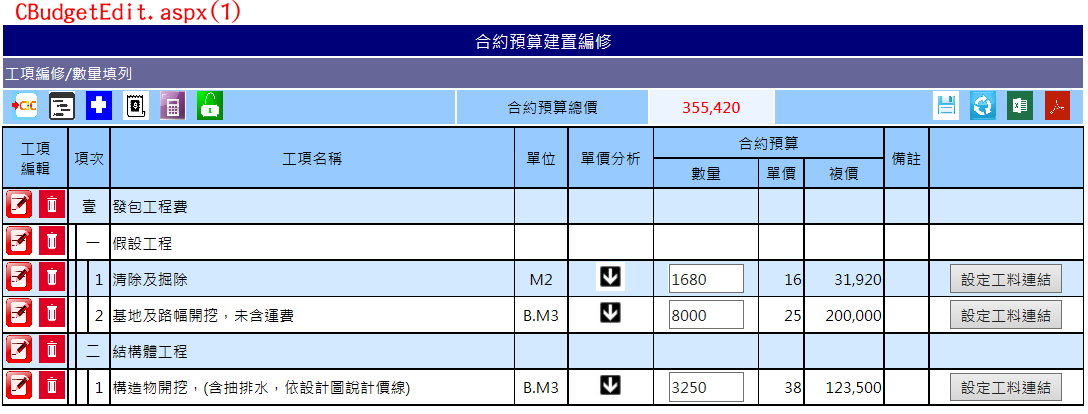 CBudgetEdit.aspx(1)
合約預算建置編修
工項編修/數量填列
C!C 合約預算總價 355,420
工項編輯 項次 工項名稱 單位 單價分析 合約預算 備註
數量 單價 複價
壹 發包工程費
一 假設工程
1 清除及掘除 M2 1680 16 31,920 設定工料連結
2 基地及路幅開挖，未含運費 B.M3 8000 25 200,000 設定工料連結
二 結構體工程
1 構造物開挖，(含抽排水，依設計圖說計價線) B.M3 3250 38 123,500 設定工料連結